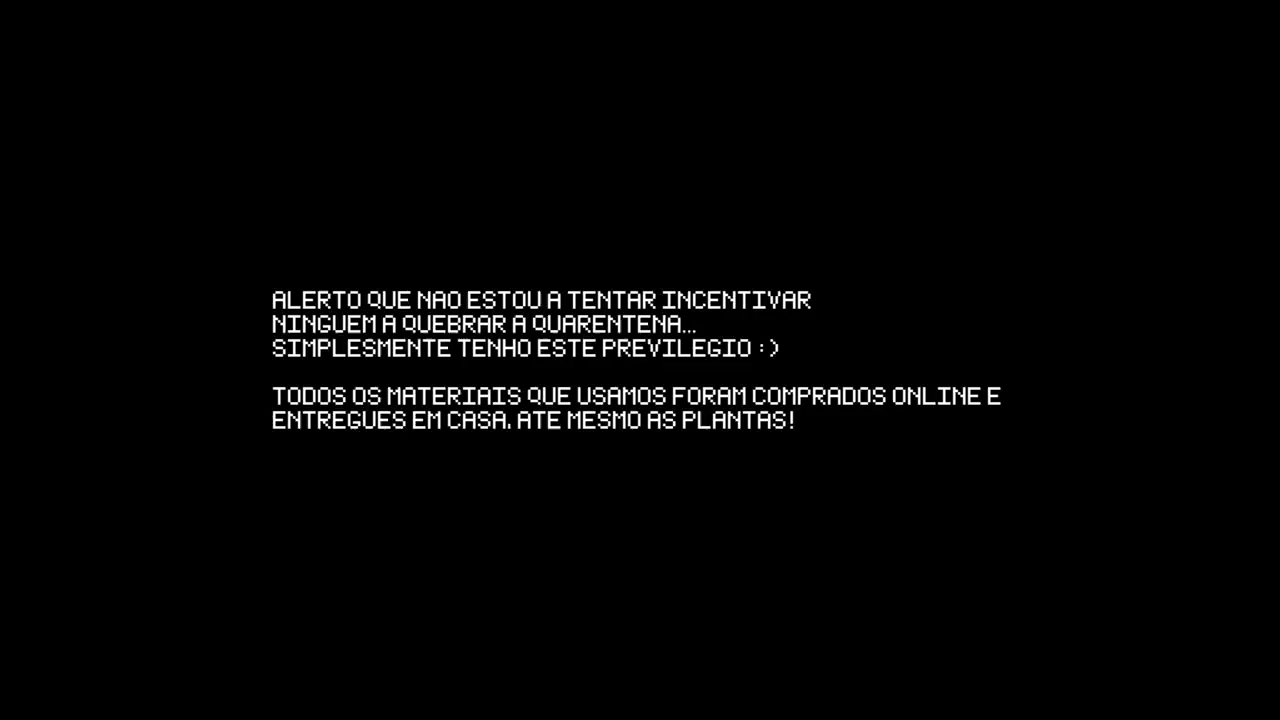 ALERTO QUE NAO ESTOU A TENTAR INCENTIVAR
NINGUEM A QUEBRAR A QUARENTENA...
SIMPLESMENTE TENHO ESTE PREVILEGIO :)
TODOS OS MATERIAIS QUE USAMOS FORAM COMPRADOS ONLINE E
ENTREGUES EM CASA. ATE MESMO AS PLANTAS!